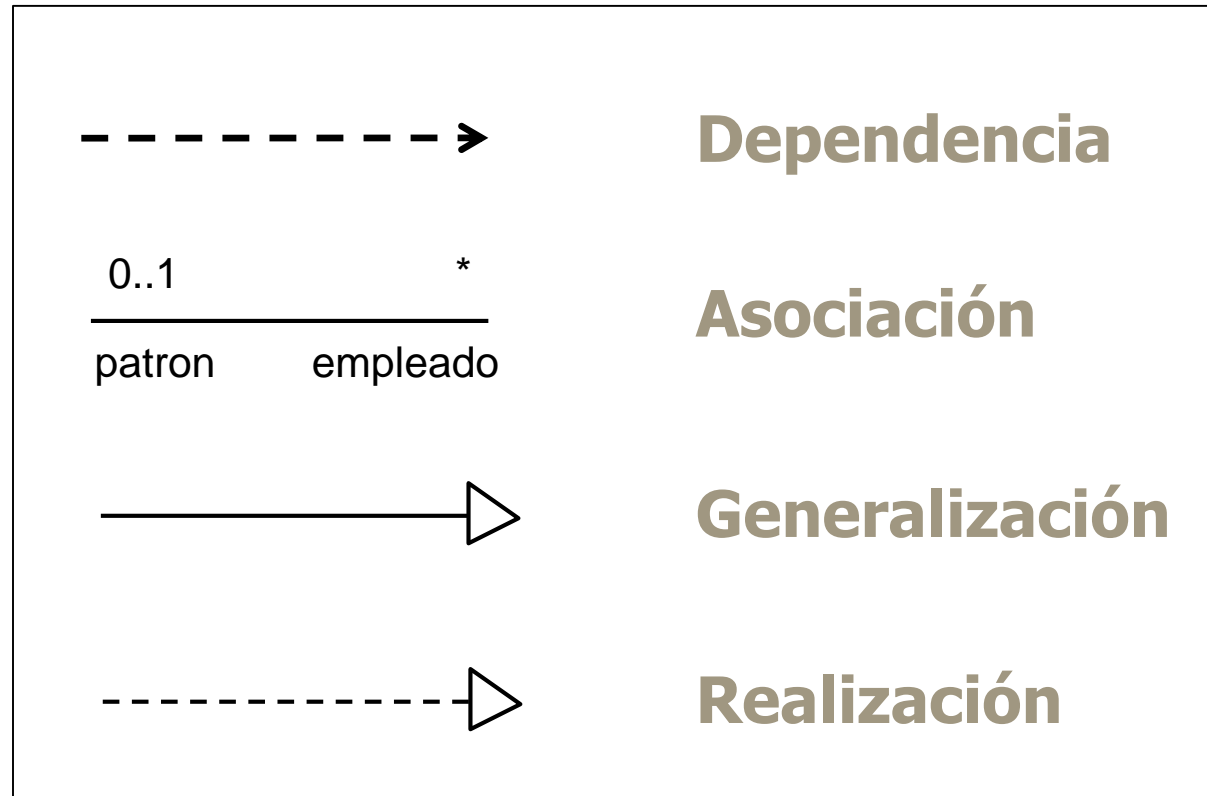 Dependencia
0..1 *
Asociación
patron empleado
Generalización
Realización